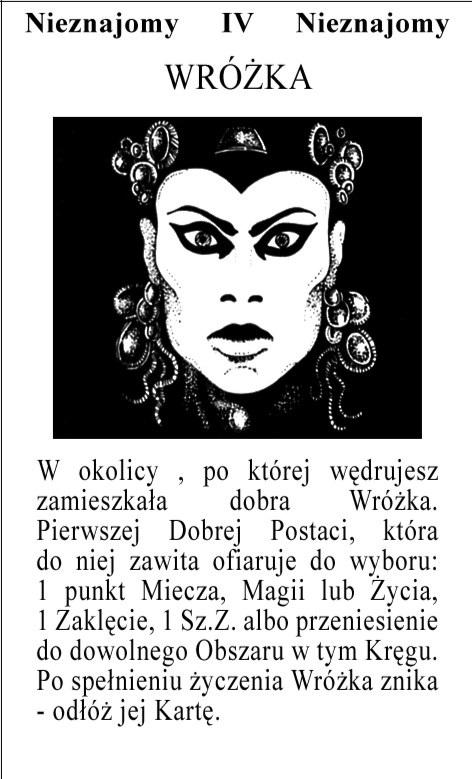 Nieznajomy IV Nieznajomy
WRÓŻKA
W okolicy , po której wędrujesz
zamieszkała dobra Wróżka.
Pierwszej Dobrej Postaci, która
do niej zawita ofiaruje do wyboru:
1 punkt Miecza, Magii lub Życia,
1 Zaklęcie, 1 Sz.Z. albo przeniesienie
do dowolnego Obszaru w tym Kręgu.
Po spełnieniu życzenia Wróżka znika
- odłóż jej Kartę.